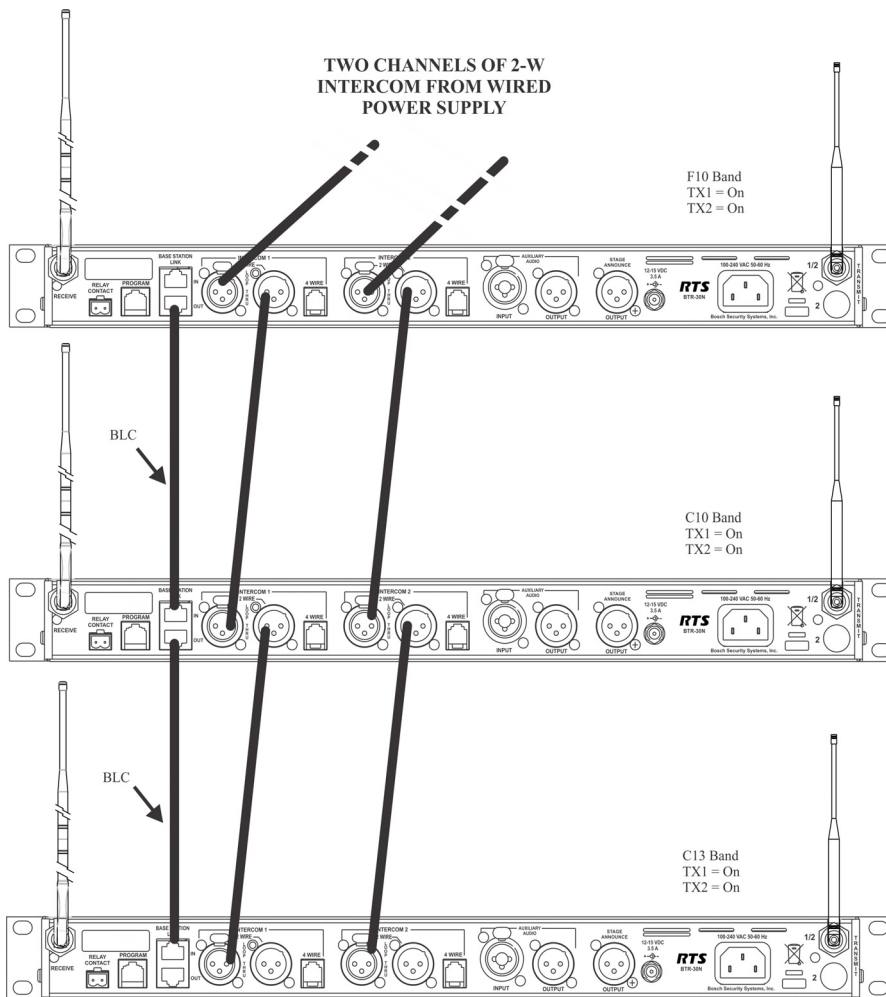 TWO CHANNELS OF 2-W
INTERCOM FROM WIRED
POWER SUPPLY
F10 Band
TX1 = On
TX2 = On
RECEIVE
RELAY
CONTACT
PROGRAM
BASE STATION
LINK
IN
OUT
INTERCOM 1
4 WIRE
2 WIRE
4 WIRE
AUXILIARY
AUDIO
INPUT
OUTPUT
STAGE
ANNOUNCE
OUTPUT
12-15 VDC
3.5 A
RTS
BTR-30N
100-240 VAC 50-60 Hz
Bosch Security Systems, Inc.
1/2
2
TRANSMIT
BLC
C10 Band
TX1 = On
TX2 = On
RECEIVE
RELAY
CONTACT
PROGRAM
IN
OUT
INTERCOM 1
2 WIRE
4 WIRE
INTERCOM 2
2 WIRE
4 WIRE
AUXILIARY
AUDIO
INPUT
OUTPUT
STAGE
ANNOUNCE
OUTPUT
12-15 VDC
3.5 A
RTS
BTR-30N
100-240 VAC 50-60 Hz
Bosch Security Systems, Inc.
1/2
2
TRANSMIT
BLC
C13 Band
TX1 = On
TX2 = On
RECEIVE
RELAY
CONTACT
PROGRAM
IN
OUT
INTERCOM 1
2 WIRE
4 WIRE
INTERCOM 2
2 WIRE
4 WIRE
AUXILIARY
AUDIO
INPUT
OUTPUT
STAGE
ANNOUNCE
OUTPUT
12-15 VDC
3.5 A
RTS
BTR-30N
100-240 VAC 50-60 Hz
Bosch Security Systems, Inc.
1/2
2
TRANSMIT